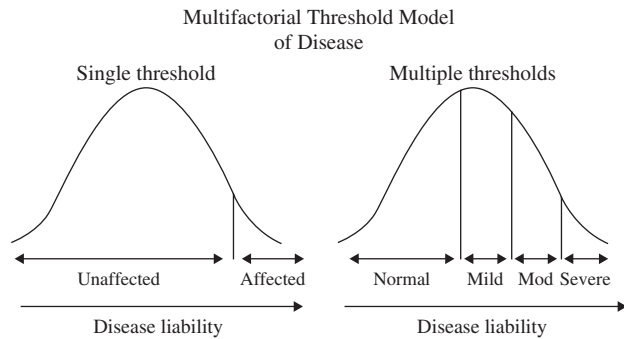 Multifactorial Threshold Model
of Disease
Single threshold
Unaffected
Affected
Disease liability
Multiple thresholds
Normal
Mild
Mod
Severe
Disease liability